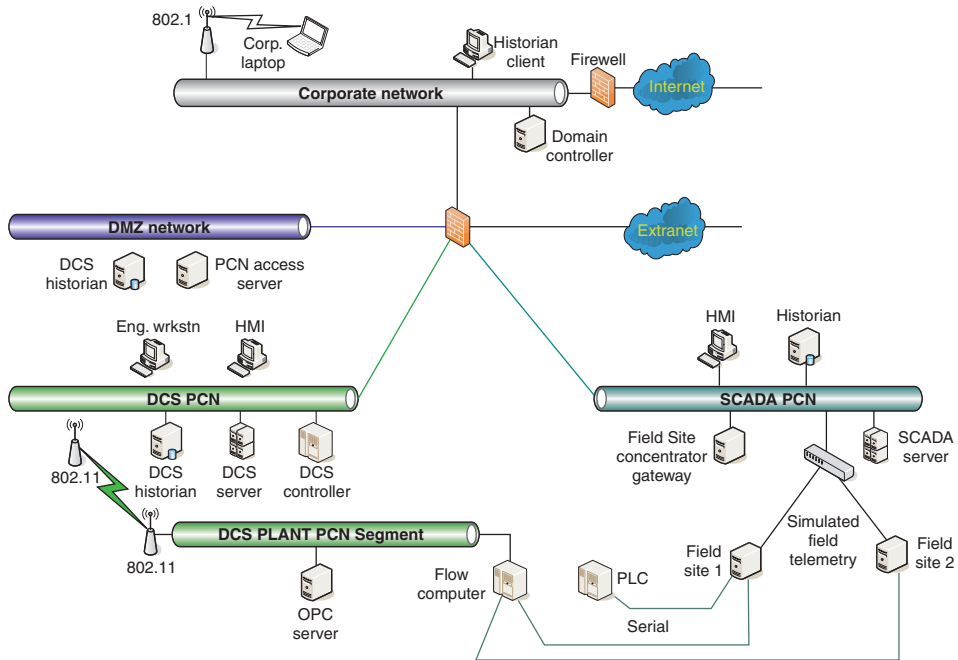 802.1
Corp.
laptop
Historian
client
Firewell
Internet
Corporate network
Domain
controller
DMZ network
Extranet
DCS
historian
PCN access
server
Eng. wrkstn
HMI
HMI
Historian
DCS PCN
SCADA PCN
802.11
DCS
historian
DCS
server
DCS
controller
Field Site
concentrator
gateway
SCADA
server
802.11
DCS PLANT PCN Segment
OPC
server
Flow
computer
PLC
Serial
Field
site 1
Simulated
field
telemetry
Field
site 2